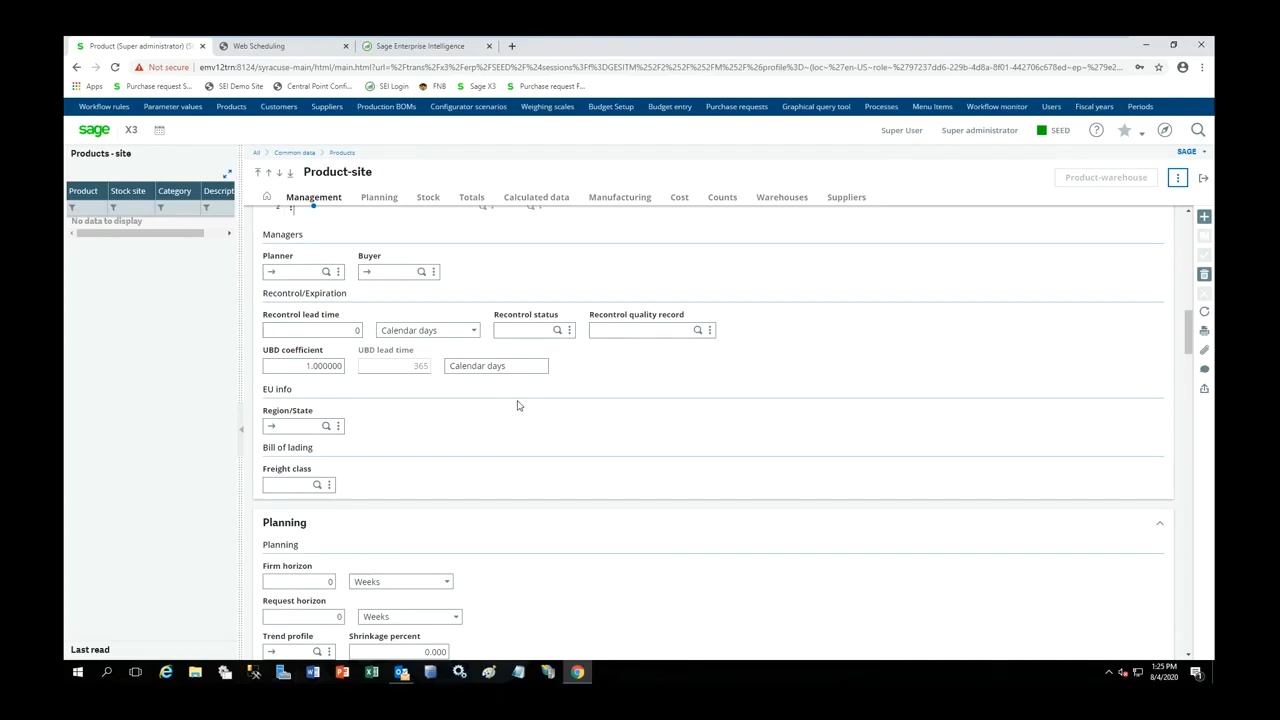 Product (Super administrator) (S
Web Scheduling
Sage Enterprise Intelligence
Not secure
emv12trn:8124/syracuse-main/html/main.html?url=%2Ftrans%2Fx3%2Ferp%2FSEED%2F%24sessions%3Ff%3DGESITM%252F2%252F%252FM%252F%26profile%3D~(loc~%27en-US~role~%2797237dd6-229b-4d8a-8f01-442706c678ed~ep~%279e2...
Apps
Purchase request S...
SEI Demo Site
Central Point Confi...
SEI Login
FNB
Sage X3
Purchase request F...
Workflow rules
Parameter values
Products
Customers
Suppliers
Production BOMs
Configurator scenarios
Weighing scales
Budget Setup
Budget entry
Purchase requests
Graphical query tool
Processes
Menu Items
Workflow monitor
Users
Fiscal years
Periods
sage X3
Super User
Super administrator
SEED
Products - site
All
Common data
Products
SAGE
Product-site
Product-warehouse
Product
Stock site
Category
Descript
No data to display
Management
Planning
Stock
Totals
Calculated data
Manufacturing
Cost
Counts
Warehouses
Suppliers
2
Managers
Planner
Buyer
Recontrol/Expiration
Recontrol lead time
Recontrol status
Recontrol quality record
0
Calendar days
UBD coefficient
UBD lead time
1.000000
365
Calendar days
EU info
Region/State
Bill of lading
Freight class
Planning
Planning
Firm horizon
0
Weeks
Request horizon
0
Weeks
Trend profile
Shrinkage percent
0.000
Last read
1:25 PM
8/4/2020